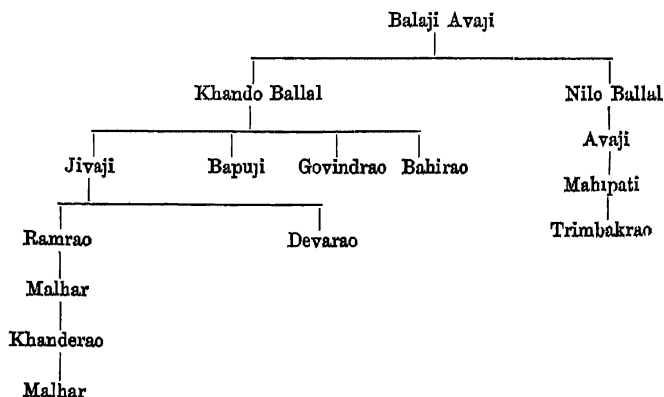 Balaji Avaji
Khando Ballal Nilo Ballal
Avaji
Jivaji Bapuji Govindrao Bahirao
Mahipati
Ramrao Devarao Trimbakrao
Malhar
Khanderao
Malhar